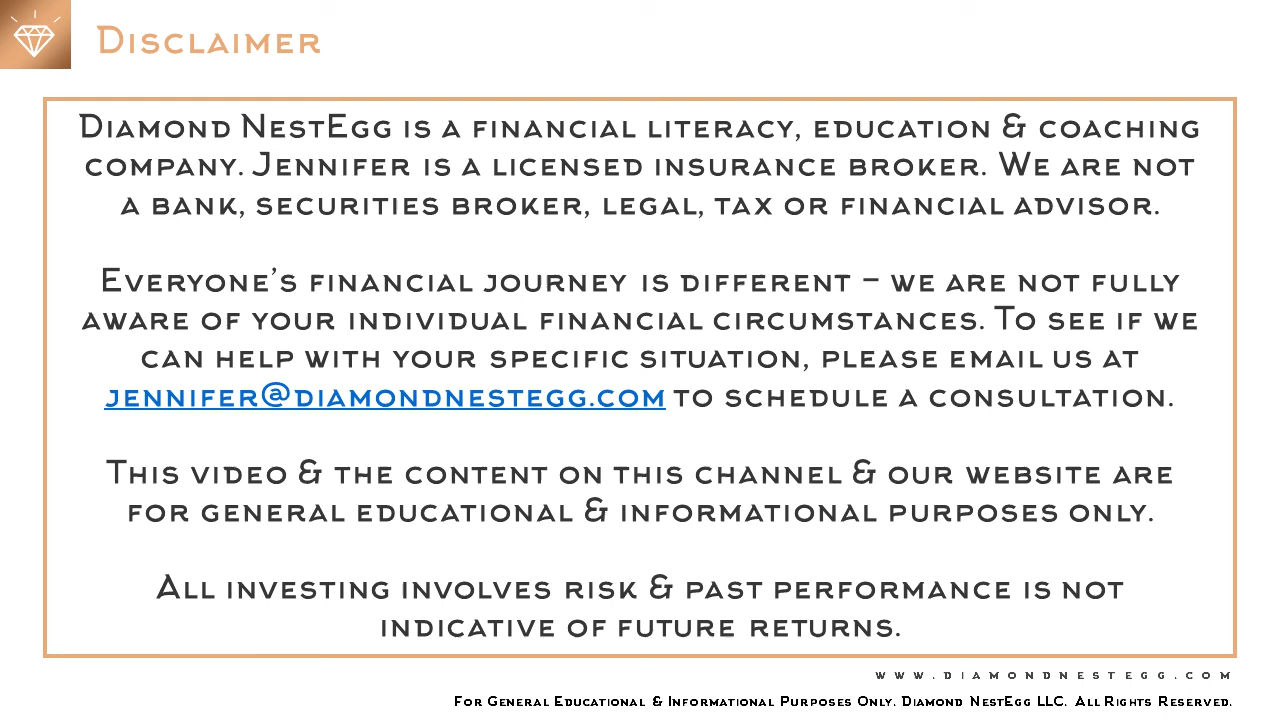 Disclaimer
Diamond NestEgg is a financial literacy, education & coaching
company. Jennifer is a licensed insurance broker. We are not
a bank, securities broker, legal, tax or financial advisor.
Everyone's financial journey is different – we are not fully
aware of your individual financial circumstances. To see if we
can help with your specific situation, please email us at
jennifer@diamondnestegg.com to schedule a consultation.
This video & the content on this channel & our website are
for general educational & informational purposes only.
All investing involves risk & past performance is not
indicative of future returns.
www.diamondnestegg.com
For General Educational & Informational Purposes Only. Diamond NestEgg LLC. All Rights Reserved.